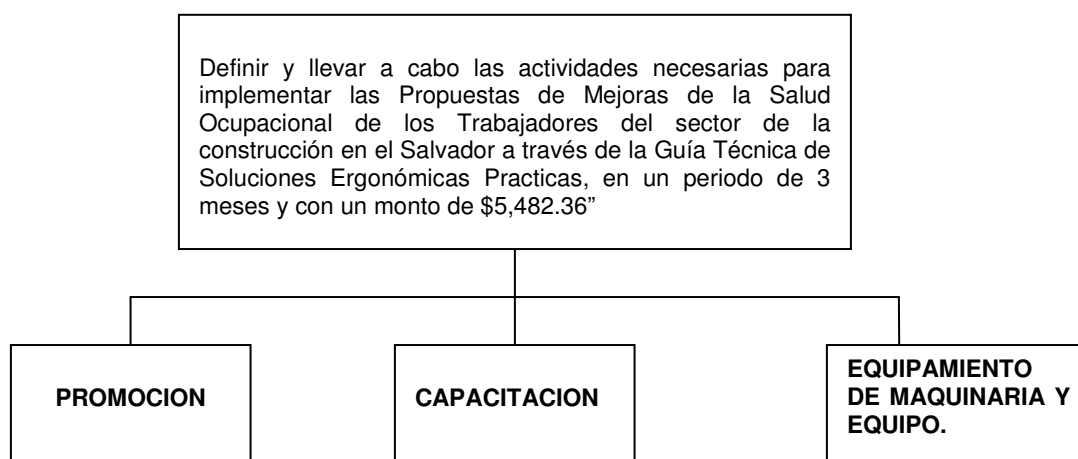 Definir y llevar a cabo las actividades necesarias para
implementar las Propuestas de Mejoras de la Salud
Ocupacional de los Trabajadores del sector de la
construcción en el Salvador a través de la Guía Técnica de
Soluciones Ergonómicas Practicas, en un periodo de 3
meses y con un monto de $5,482.36”
PROMOCION
CAPACITACION
EQUIPAMIENTO
DE MAQUINARIA Y
EQUIPO.